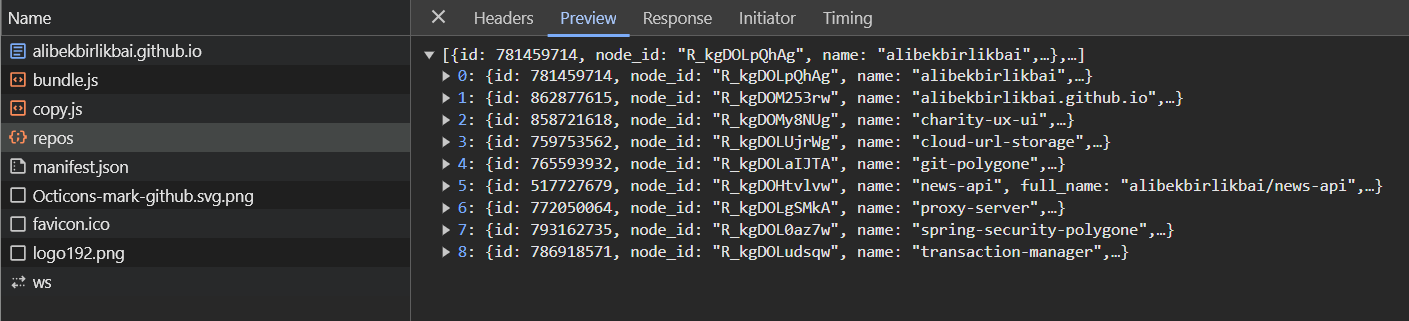 Name
alibekbirlikbai.github.io
bundle.js
copy.js
repos
manifest.json
Octicons-mark-github.svg.png
favicon.ico
logo192.png
ws
Headers Preview Response Initiator Timing
[{id: 781459714, node_id: "R_kgDOLpQhAg", name: "alibekbirlikbai",…},…]
0: {id: 781459714, node_id: "R_kgDOLpQhAg", name: "alibekbirlikbai",…}
1: {id: 862877615, node_id: "R_kgDOM253rw", name: "alibekbirlikbai.github.io",…}
2: {id: 858721618, node_id: "R_kgDOMy8NUg", name: "charity-ux-ui",…}
3: {id: 759753562, node_id: "R_kgDOLUjrWg", name: "cloud-url-storage",…}
4: {id: 765593932, node_id: "R_kgDOLaIJTA", name: "git-polygone",…}
5: {id: 517727679, node_id: "R_kgDOHtvlvw", name: "news-api", full_name: "alibekbirlikbai/news-api",…}
6: {id: 772050064, node_id: "R_kgDOLgSMkA", name: "proxy-server",…}
7: {id: 793162735, node_id: "R_kgDOL0az7w", name: "spring-security-polygone",…}
8: {id: 786918571, node_id: "R_kgDOLudsqw", name: "transaction-manager",…}